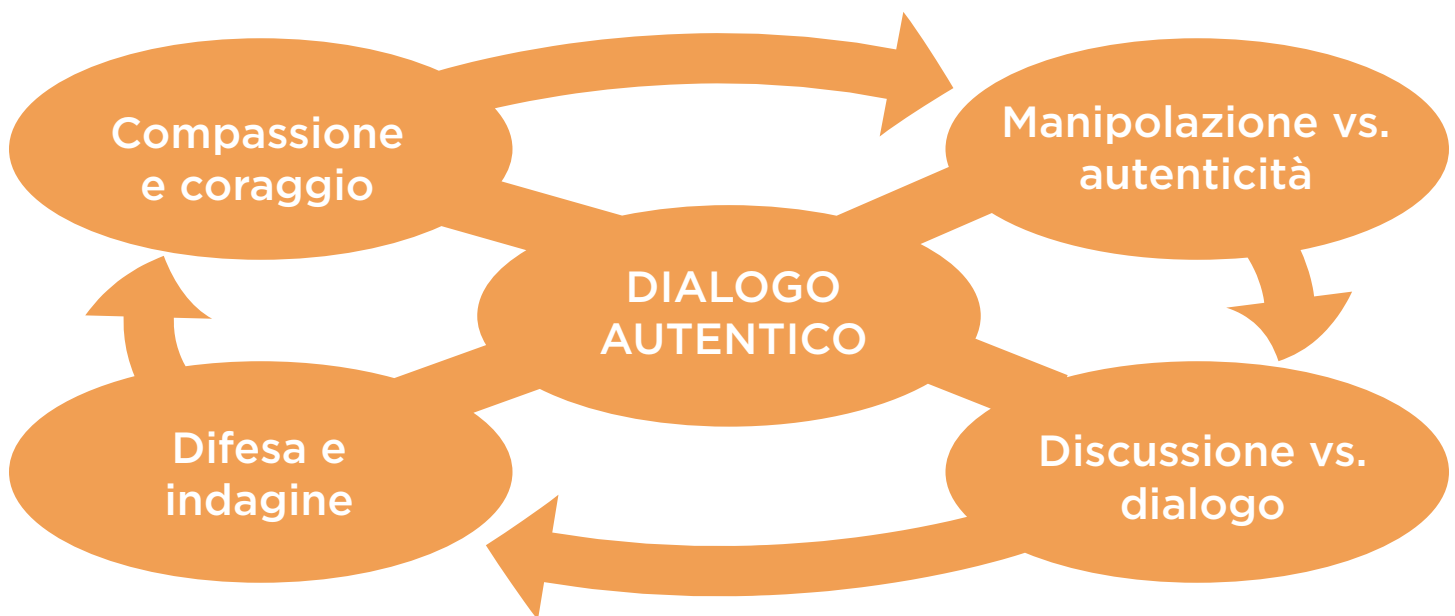 Compassione
e coraggio
Manipolazione vs.
autenticità
DIALOGO
AUTENTICO
Difesa e
indagine
Discussione vs.
dialogo